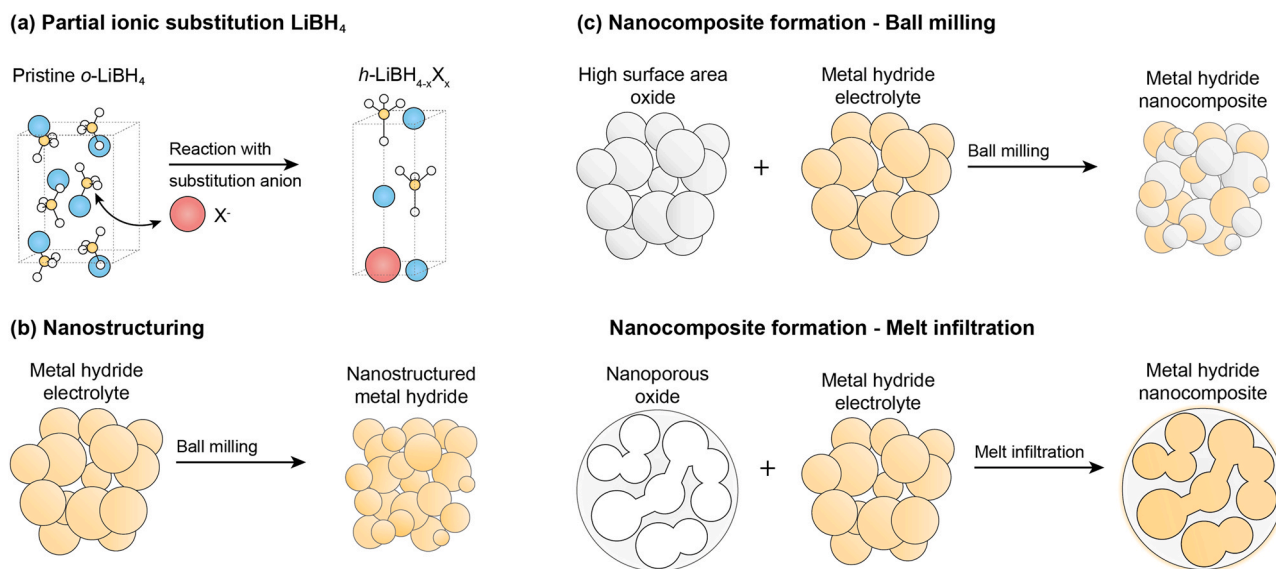 (a) Partial ionic substitution LiBH₄
Pristine o-LiBH₄
h-LiBH₄₋ₓXₓ
Reaction with
substitution anion
X⁻
(b) Nanostructuring
Metal hydride
electrolyte
Ball milling
Nanostructured
metal hydride
(c) Nanocomposite formation - Ball milling
High surface area
oxide
+
Metal hydride
electrolyte
Ball milling
Metal hydride
nanocomposite
Nanocomposite formation - Melt infiltration
Nanoporous
oxide
+
Metal hydride
electrolyte
Melt infiltration
Metal hydride
nanocomposite